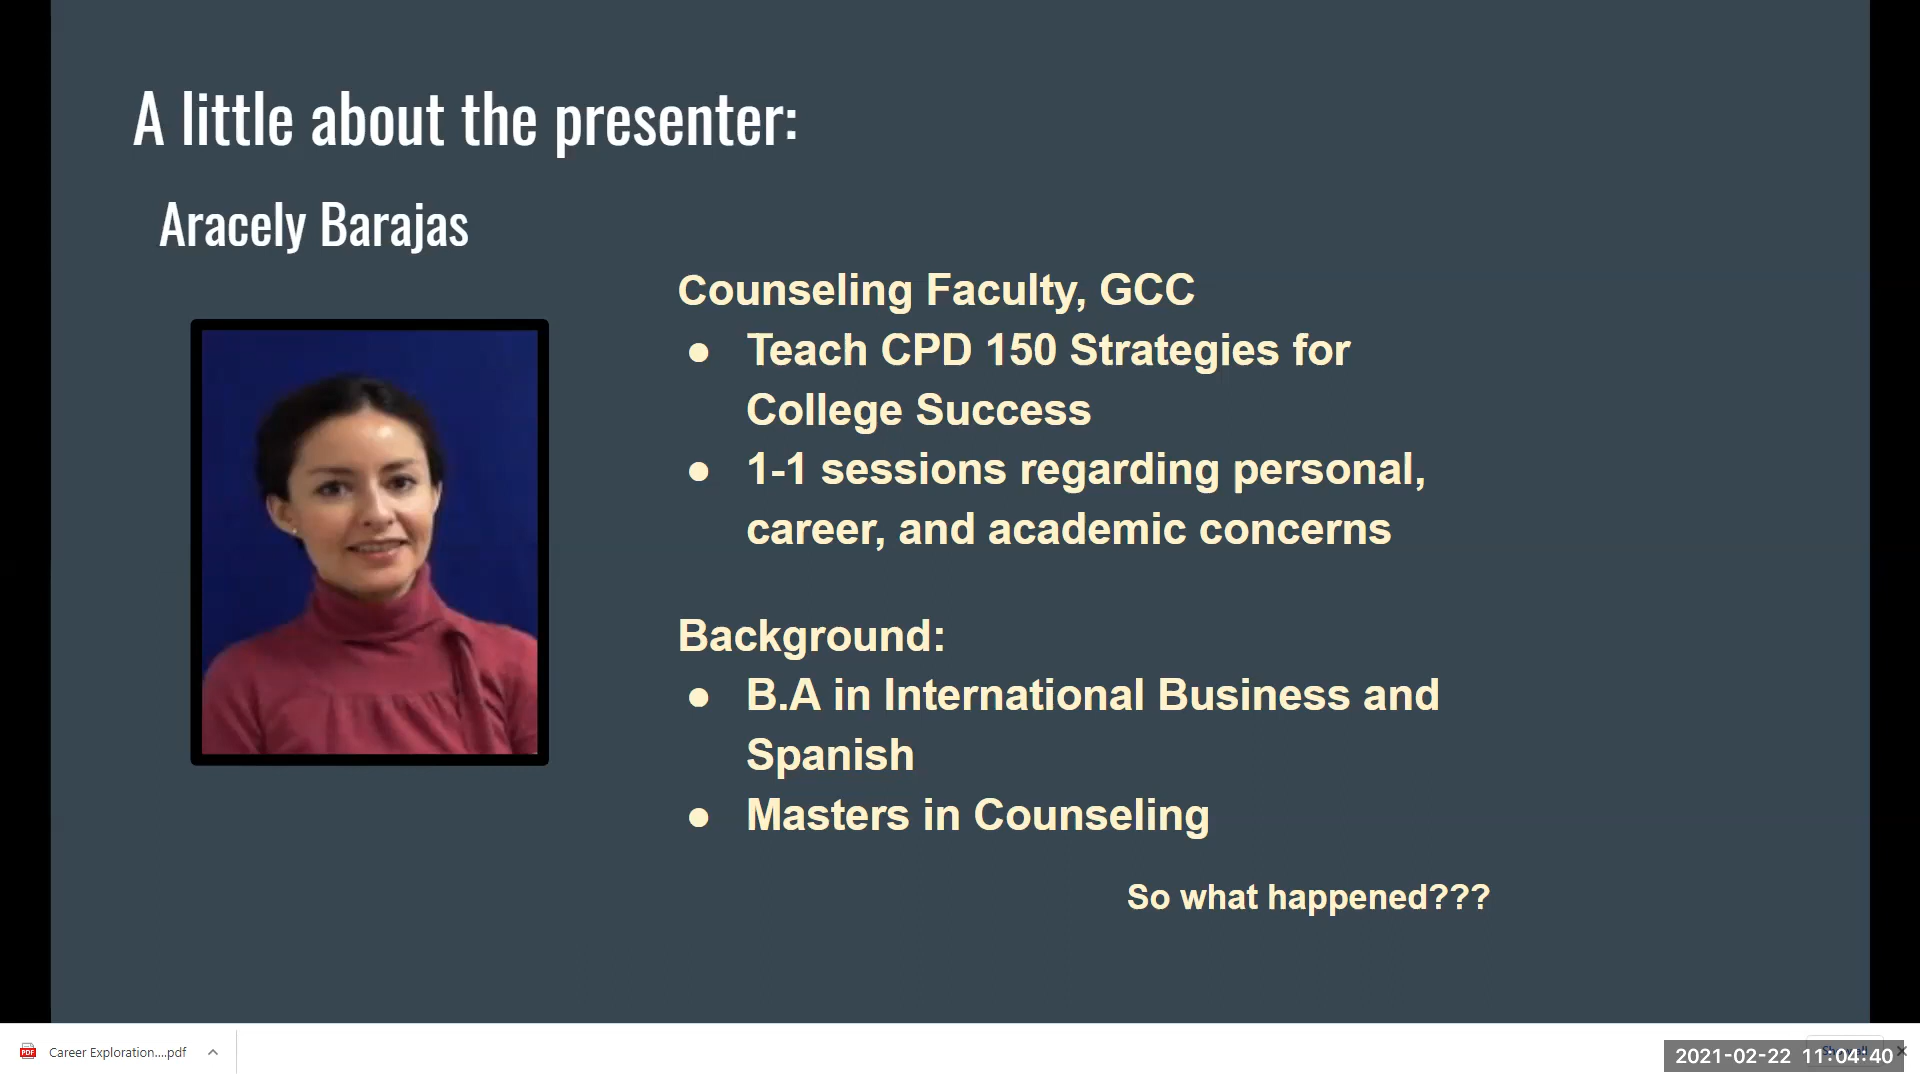 A little about the presenter:
Aracely Barajas
Counseling Faculty, GCC
● Teach CPD 150 Strategies for
College Success
● 1-1 sessions regarding personal,
career, and academic concerns
Background:
● B.A in International Business and
Spanish
● Masters in Counseling
So what happened???
PDF
Career Exploration....pdf
2021-02-22 11:04:40